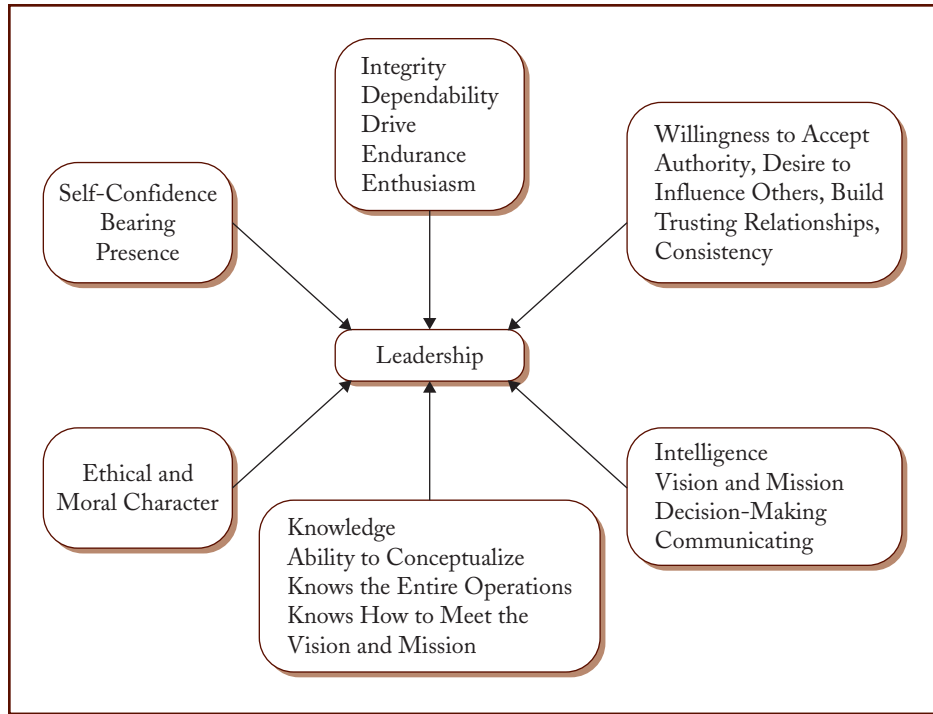 Integrity
Dependability
Drive
Endurance
Enthusiasm
Willingness to Accept
Authority, Desire to
Influence Others, Build
Trusting Relationships,
Consistency
Self-Confidence
Bearing
Presence
Leadership
Ethical and
Moral Character
Knowledge
Ability to Conceptualize
Knows the Entire Operations
Knows How to Meet the
Vision and Mission
Intelligence
Vision and Mission
Decision-Making
Communicating